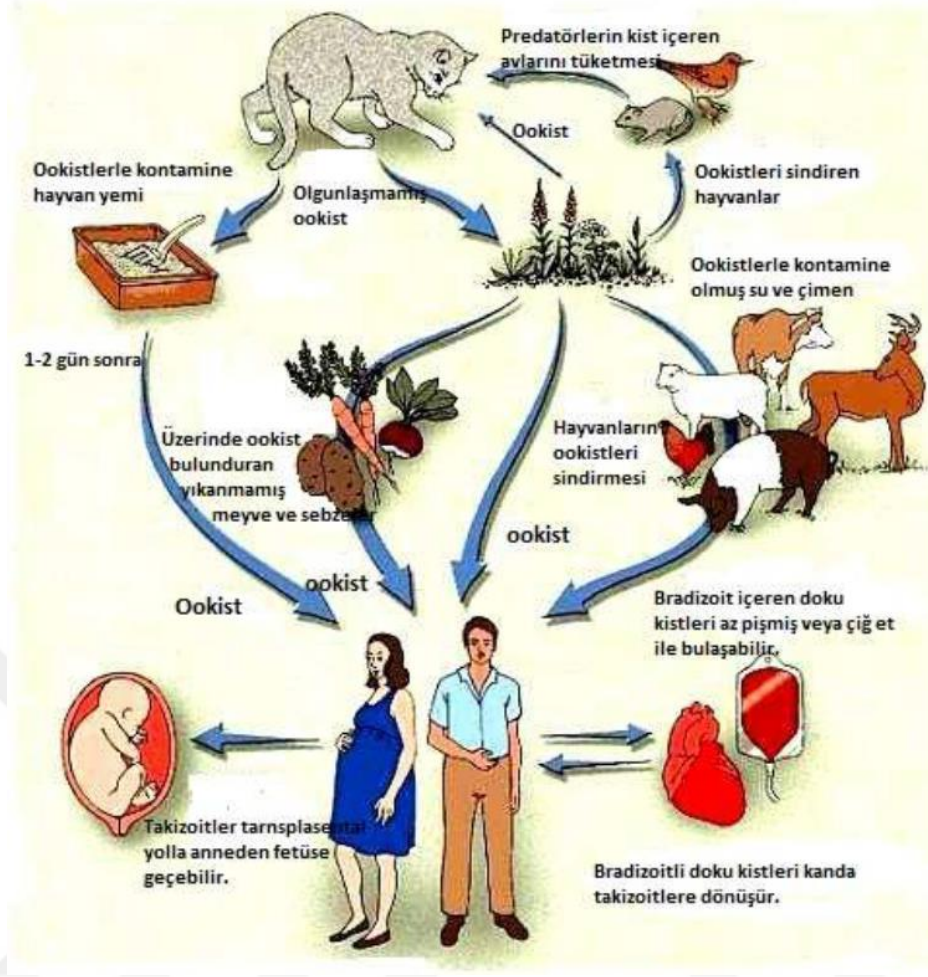 Predatörlerin kist içeren
avlarını tüketmesi
Ookist
Ookistlerle kontamine
hayvan yemi
Olgunlaşmamış
ookist
Ookistleri sindiren
hayvanlar
Ookistlerle kontamine
olmuş su ve çimen
1-2 gün sonra
Üzerinde ookist
bulunduran
yıkanmamış
meyve ve sebzeler
Hayvanların
ookistleri
sindirmesi
ookist
ookist
Ookist
Bradizoit içeren doku
kistleri az pişmiş veya çiğ et
ile bulaşabilir.
Takizoitler tarnsplasental
yolla anneden fetüse
geçebilir.
Bradizoitli doku kistleri kanda
takizoitlere dönüşür.